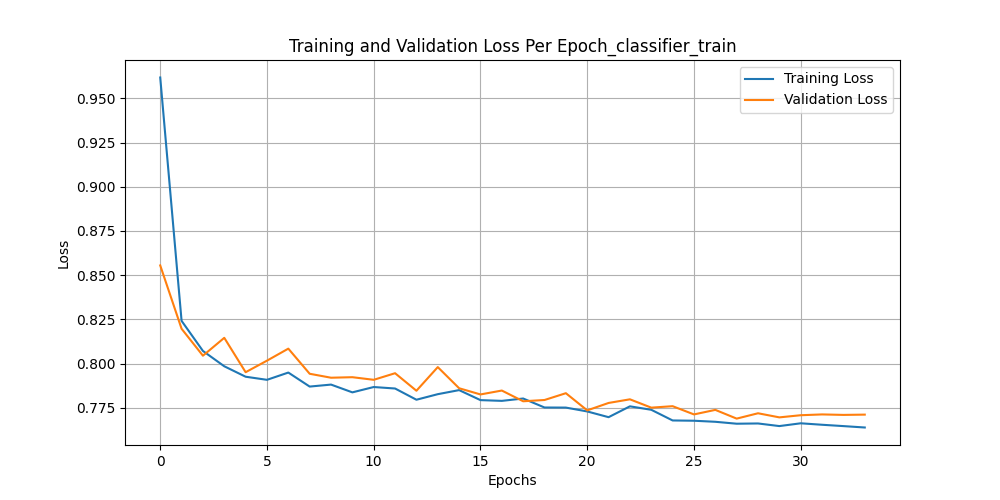 Training and Validation Loss Per Epoch_classifier_train
Training Loss
Validation Loss
0.950
0.925
0.900
0.875
0.850
0.825
0.800
0.775
Loss
0 5 10 15 20 25 30
Epochs